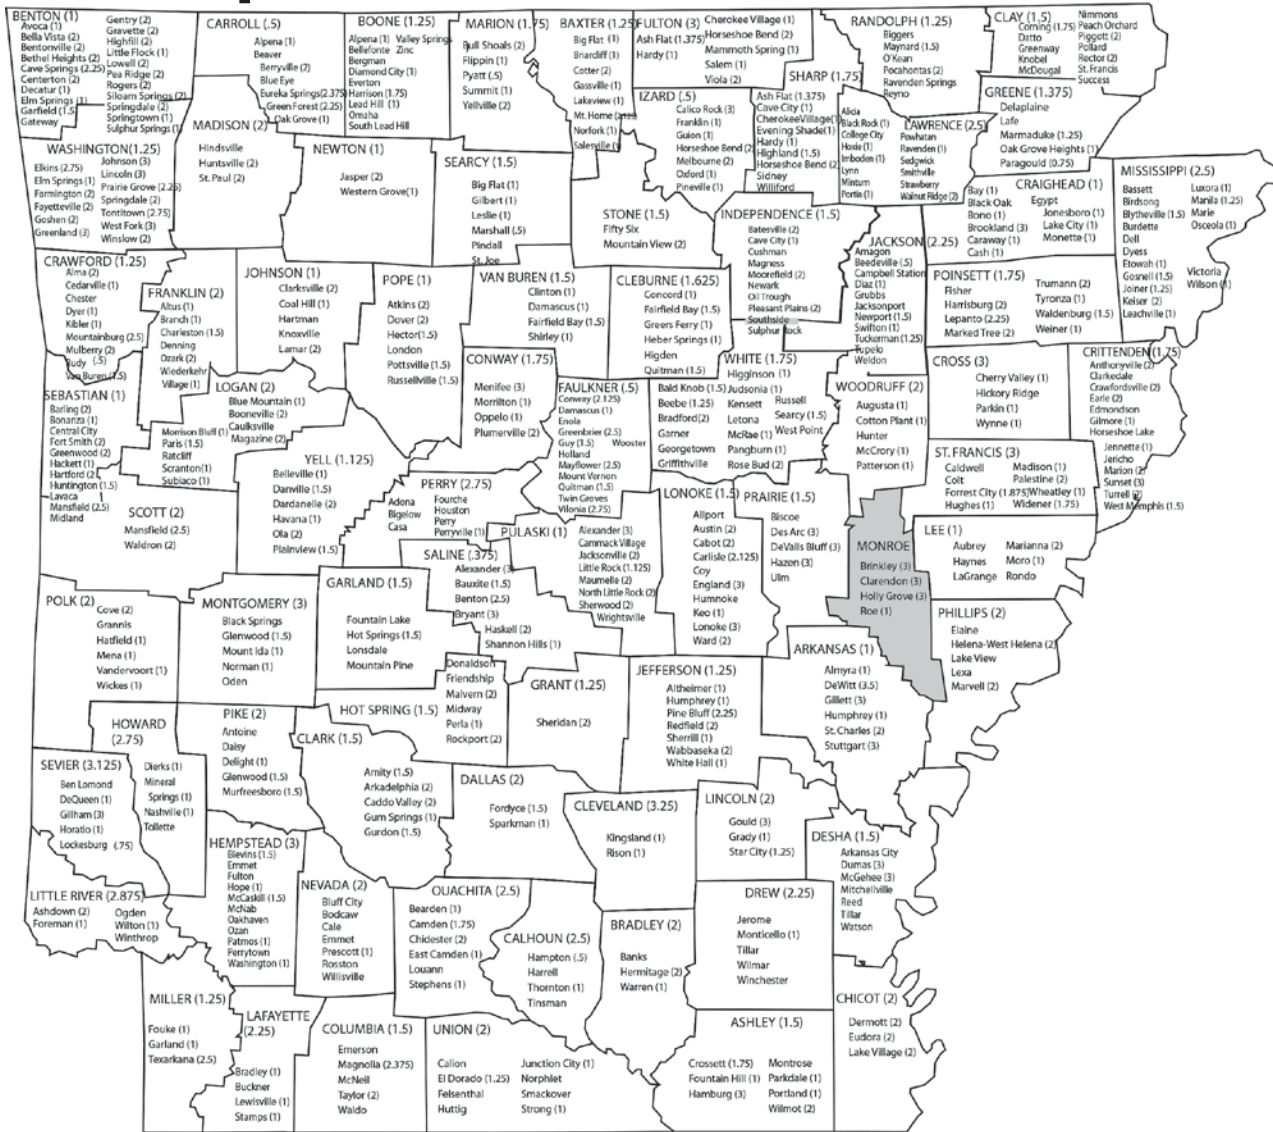 BENTON (1)
Avoca (1)
Bella Vista (2)
Bentonville (2)
Bethel Heights (2)
Cave Springs (2.25)
Centerton (2)
Decatur (1)
Elm Springs (1)
Garfield (1.5)
Gateway
Gentry (2)
Gravette (2)
Highfill (2)
Little Flock (1)
Lowell (2)
Pea Ridge (2)
Rogers (2)
Siloam Springs (2)
Springdale (2)
Springtown (1)
Sulphur Springs (1)
CARROLL (.5)
Alpena (1)
Beaver
Berryville (2)
Blue Eye
Eureka Springs(2.375)
Green Forest (2.25)
Oak Grove (1)
BOONE (1.25)
Alpena (1)
Bellefonte
Bergman
Diamond City (1)
Everton
Harrison (1.75)
Lead Hill (1)
Omaha
South Lead Hill
Valley Springs
Zinc
MARION (1.75)
Bull Shoals (2)
Flippin (1)
Pyatt (.5)
Summit (1)
Yellville (2)
BAXTER (1.25)
Big Flat (1)
Briarcliff (1)
Cotter (2)
Gassville (1)
Lakeview (1)
Mt. Home
Norfork (1)
Salesville
FULTON (3)
Ash Flat (1.375)
Hardy (1)
Cherokee Village (1)
Horseshoe Bend (2)
Mammoth Spring (1)
Salem (1)
Viola (2)
SHARP (1.75)
Ash Flat (1.375)
Cave City (1)
CherokeeVillage(1)
Evening Shade(1)
Hardy (1)
Highland (1.5)
Horseshoe Bend (2)
Sidney
Williford
RANDOLPH (1.25)
Biggers
Maynard (1.5)
O'Kean
Pocahontas (2)
Ravenden Springs
Reyno
CLAY (1.5)
Corning (1.75)
Datto
Greenway
Knobel
McDougal
Nimmons
Peach Orchard
Piggott (2)
Pollard
Rector (2)
St. Francis
Success
GREENE (1.375)
Delaplaine
Lafe
Marmaduke (1.25)
Oak Grove Heights(1)
Paragould (0.75)
IZARD (.5)
Calico Rock (3)
Franklin (1)
Guion (1)
Horseshoe Bend (2)
Melbourne (2)
Oxford (1)
Pineville (1)
LAWRENCE (2.5)
Alicia
Black Rock (1)
College City
Hoxie (1)
Imboden (1)
Lynn
Minturn
Portia (1)
Powhatan
Ravenden (1)
Sedgwick
Smithville
Strawberry
Walnut Ridge (2)
MADISON (2)
Hindsville
Huntsville (2)
St. Paul (2)
WASHINGTON(1.25)
Elkins (2.75)
Elm Springs (1)
Farmington (2)
Fayetteville (2)
Goshen (2)
Greenland (3)
Johnson (3)
Lincoln (3)
Prairie Grove (2.25)
Springdale (2)
Tontitown (2.75)
West Fork (3)
Winslow (2)
NEWTON (1)
Jasper (2)
Western Grove(1)
SEARCY (1.5)
Big Flat (1)
Gilbert (1)
Leslie (1)
Marshall (.5)
Pindall
St. Joe
STONE (1.5)
Fifty Six
Mountain View (2)
INDEPENDENCE (1.5)
Batesville (2)
Cave City (1)
Cushman
Magness
Moorefield (2)
Newark
Oil Trough
Pleasant Plains (2)
Southside
Sulphur Rock
JACKSON (2.25)
Amagon
Beedeville (.5)
Campbell Station
Diaz (1)
Grubbs
Jacksonport
Newport (1.5)
Swifton (1)
Tuckerman (1.25)
Tupelo
Weldon
CRAIGHEAD (1)
Bay (1)
Black Oak
Bono (1)
Brookland (3)
Caraway (1)
Cash (1)
Egypt
Jonesboro (1)
Lake City (1)
Monette (1)
MISSISSIPPI (2.5)
Bassett
Birdsong
Blytheville (1.5)
Burdette
Dell
Dyess
Etowah (1)
Gosnell (1.5)
Joiner (1.25)
Keiser (2)
Leachville (1)
Luxora (1)
Manila (1.25)
Marie
Osceola (1)
Victoria
Wilson (1)
CRAWFORD (1.25)
Alma (2)
Cedarville (1)
Chester
Dyer (1)
Kibler (1)
Mountainburg (2.5)
Mulberry (2)
Rudy (.5)
Van Buren (1.5)
FRANKLIN (2)
Altus (1)
Branch (1)
Charleston (1.5)
Denning
Ozark (2)
Wiederkehr
Village (1)
JOHNSON (1)
Clarksville (2)
Coal Hill (1)
Hartman
Knoxville
Lamar (2)
POPE (1)
Atkins (2)
Dover (2)
Hector(1.5)
London
Pottsville (1.5)
Russellville (1.5)
VAN BUREN (1.5)
Clinton (1)
Damascus (1)
Fairfield Bay (1.5)
Shirley (1)
CLEBURNE (1.625)
Concord (1)
Fairfield Bay (1.5)
Greers Ferry (1)
Heber Springs (1)
Higden
Quitman (1.5)
POINSETT (1.75)
Fisher
Harrisburg (2)
Lepanto (2.25)
Marked Tree (2)
Trumann (2)
Tyronza (1)
Waldenburg (1.5)
Weiner (1)
CONWAY (1.75)
Menifee (3)
Morrilton (1)
Oppelo (1)
Plumerville (2)
FAULKNER (.5)
Conway (2.125)
Damascus (1)
Enola
Greenbrier (2.5)
Guy (1.5)
Holland
Mayflower (2.5)
Mount Vernon
Quitman (1.5)
Twin Groves
Vilonia (2.75)
Wooster
WHITE (1.75)
Bald Knob (1.5)
Beebe (1.25)
Bradford(2)
Garner
Georgetown
Griffithville
Higginson (1)
Judsonia (1)
Kensett
Letona
McRae (1)
Pangburn (1)
Rose Bud (2)
Russell
Searcy (1.5)
West Point
WOODRUFF (2)
Augusta (1)
Cotton Plant (1)
Hunter
McCrory (1)
Patterson (1)
CROSS (3)
Cherry Valley (1)
Hickory Ridge
Parkin (1)
Wynne (1)
CRITTENDEN (1.75)
Anthonyville (2)
Clarkedale
Crawfordsville (2)
Earle (2)
Edmondson
Gilmore (1)
Horseshoe Lake
Jennette (1)
Jericho
Marion (2)
Sunset (3)
Turrell
West Memphis (1.5)
SEBASTIAN (1)
Barling (2)
Bonanza (1)
Central City
Fort Smith (2)
Greenwood (2)
Hackett (1)
Hartford (2)
Huntington (1.5)
Lavaca
Mansfield (2.5)
Midland
LOGAN (2)
Blue Mountain (1)
Booneville (2)
Caulksville
Magazine (2)
Morrison Bluff (1)
Paris (1.5)
Ratcliff
Scranton(1)
Subiaco (1)
YELL (1.125)
Belleville (1)
Danville (1.5)
Dardanelle (2)
Havana (1)
Ola (2)
Plainview (1.5)
ST. FRANCIS (3)
Caldwell
Colt
Forrest City (1.875)
Hughes (1)
Madison (1)
Palestine (2)
Wheatley (1)
Widener (1.75)
SCOTT (2)
Mansfield (2.5)
Waldron (2)
PERRY (2.75)
Adona
Bigelow
Casa
Fourche
Houston
Perry
Perryville (1)
PULASKI (1)
Alexander (3)
Cammack Village
Jacksonville (2)
Little Rock (1.125)
Maumelle (2)
North Little Rock (2)
Sherwood (2)
Wrightsville
LONOKE (1.5)
Allport
Austin (2)
Cabot (2)
Carlisle (2.125)
Coy
England (3)
Humnoke
Keo (1)
Lonoke (3)
Ward (2)
PRAIRIE (1.5)
Biscoe
Des Arc (3)
DeValls Bluff (3)
Hazen (3)
Ulm
MONROE
Brinkley (3)
Clarendon (3)
Holly Grove (3)
Roe (1)
LEE (1)
Aubrey
Haynes
LaGrange
Marianna (2)
Moro (1)
Rondo
SALINE (.375)
Alexander (3)
Bauxite (1.5)
Benton (2.5)
Bryant (3)
Haskell (2)
Shannon Hills (1)
GARLAND (1.5)
Fountain Lake
Hot Springs (1.5)
Lonsdale
Mountain Pine
POLK (2)
Cove (2)
Grannis
Hatfield (1)
Mena (1)
Vandervoort (1)
Wickes (1)
MONTGOMERY (3)
Black Springs
Glenwood (1.5)
Mount Ida (1)
Norman (1)
Oden
PHILLIPS (2)
Elaine
Helena-West Helena (2)
Lake View
Lexa
Marvell (2)
HOT SPRING (1.5)
Donaldson
Friendship
Malvern (2)
Midway
Perla (1)
Rockport (2)
GRANT (1.25)
Sheridan (2)
JEFFERSON (1.25)
Altheimer (1)
Humphrey (1)
Pine Bluff (2.25)
Redfield (2)
Sherrill (1)
Wabbaseka (2)
White Hall (1)
ARKANSAS (1)
Almyra (1)
DeWitt (3.5)
Gillett (3)
Humphrey (1)
St. Charles (2)
Stuttgart (3)
HOWARD
(2.75)
Dierks (1)
Mineral
Springs (1)
Nashville (1)
Tollette
PIKE (2)
Antoine
Daisy
Delight (1)
Glenwood (1.5)
Murfreesboro (1.5)
CLARK (1.5)
Amity (1.5)
Arkadelphia (2)
Caddo Valley (2)
Gum Springs (1)
Gurdon (1.5)
SEVIER (3.125)
Ben Lomond
DeQueen (1)
Gillham (3)
Horatio (1)
Lockesburg (.75)
DALLAS (2)
Fordyce (1.5)
Sparkman (1)
CLEVELAND (3.25)
Kingsland (1)
Rison (1)
LINCOLN (2)
Gould (3)
Grady (1)
Star City (1.25)
DESHA (1.5)
Arkansas City
Dumas (3)
McGehee (3)
Mitchellville
Reed
Tillar
Watson
HEMPSTEAD (3)
Blevins (1.5)
Emmet
Fulton
Hope (1)
McCaskill (1.5)
McNab
Oakhaven
Ozan
Patmos (1)
Perrytown
Washington (1)
LITTLE RIVER (2.875)
Ashdown (2)
Foreman (1)
Ogden
Wilton (1)
Winthrop
NEVADA (2)
Bluff City
Bodcaw
Cale
Emmet
Prescott (1)
Rosston
Willisville
OUACHITA (2.5)
Bearden (1)
Camden (1.75)
Chidester (2)
East Camden (1)
Louann
Stephens (1)
CALHOUN (2.5)
Hampton (.5)
Harrell
Thornton (1)
Tinsman
BRADLEY (2)
Banks
Hermitage (2)
Warren (1)
DREW (2.25)
Jerome
Monticello (1)
Tillar
Wilmar
Winchester
MILLER (1.25)
Fouke (1)
Garland (1)
Texarkana (2.5)
LAFAYETTE
(2.25)
Bradley (1)
Buckner
Lewisville (1)
Stamps (1)
COLUMBIA (1.5)
Emerson
Magnolia (2.375)
McNeil
Taylor (2)
Waldo
UNION (2)
Calion
El Dorado (1.25)
Felsenthal
Huttig
Junction City (1)
Norphlet
Smackover
Strong (1)
ASHLEY (1.5)
Crossett (1.75)
Fountain Hill (1)
Hamburg (3)
Montrose
Parkdale (1)
Portland (1)
Wilmot (2)
CHICOT (2)
Dermott (2)
Eudora (2)
Lake Village (2)